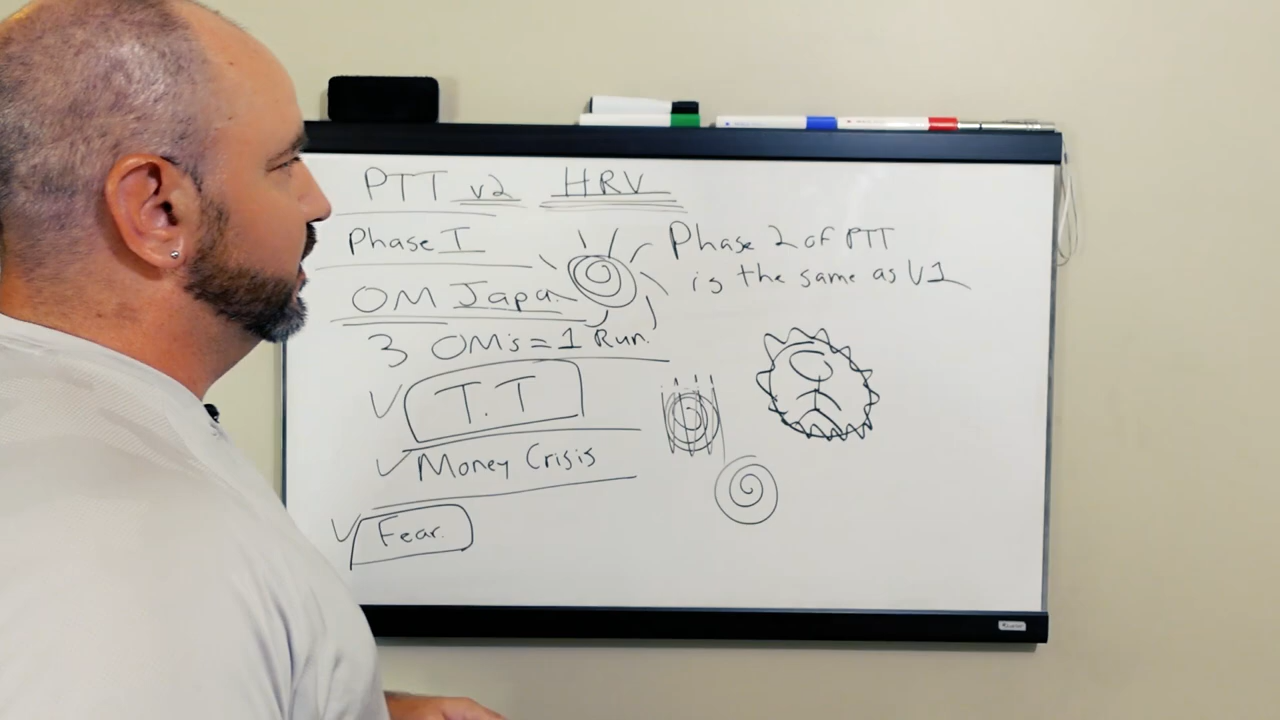 PTT v2 HRV
Phase I
OM Japa.
3 OM's = 1 Run.
T.T
Money Crisis
Fear.
Phase 2 of PTT
is the same as V1